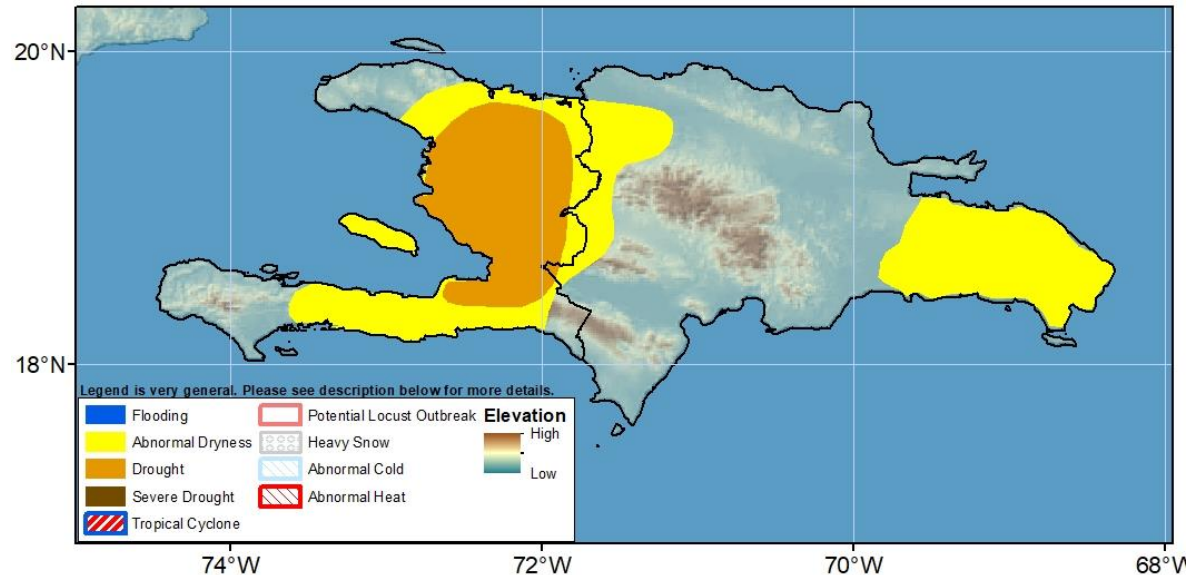 20°N
18°N
Legend is very general. Please see description below for more details.
Flooding
Abnormal Dryness
Drought
Severe Drought
Tropical Cyclone
Potential Locust Outbreak
Heavy Snow
Abnormal Cold
Abnormal Heat
Elevation
High
Low
74°W
72°W
70°W
68°W